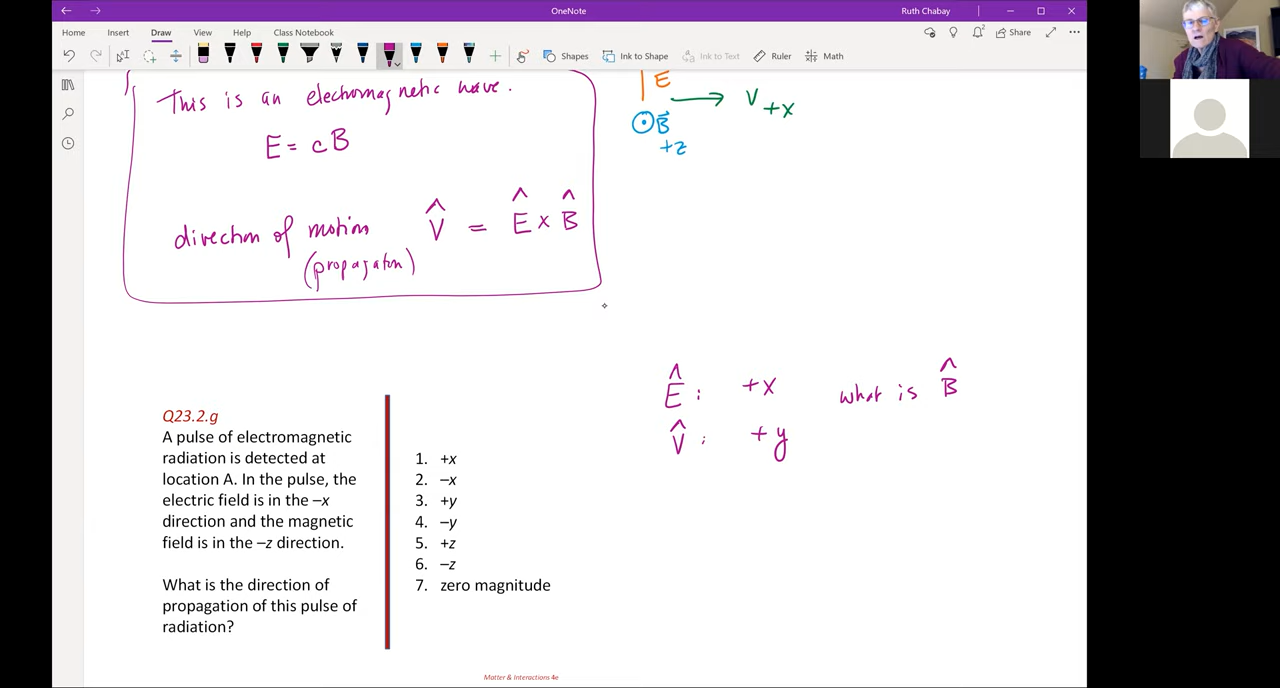 OneNote
Ruth Chabay
Home Insert Draw View Help Class Notebook
Share
Shapes Ink to Shape Ink to Text Ruler Math
This is an electromagnetic wave.
E = cB
direction of motion V̂ = Ê x B̂
(propagaton)
E
V +x
B⃗
+z
Ê : +x what is B̂
V̂ : +y
Q23.2.g
A pulse of electromagnetic
radiation is detected at
location A. In the pulse, the
electric field is in the –x
direction and the magnetic
field is in the –z direction.
What is the direction of
propagation of this pulse of
radiation?
1. +x
2. –x
3. +y
4. –y
5. +z
6. –z
7. zero magnitude
Matter & Interactions 4e